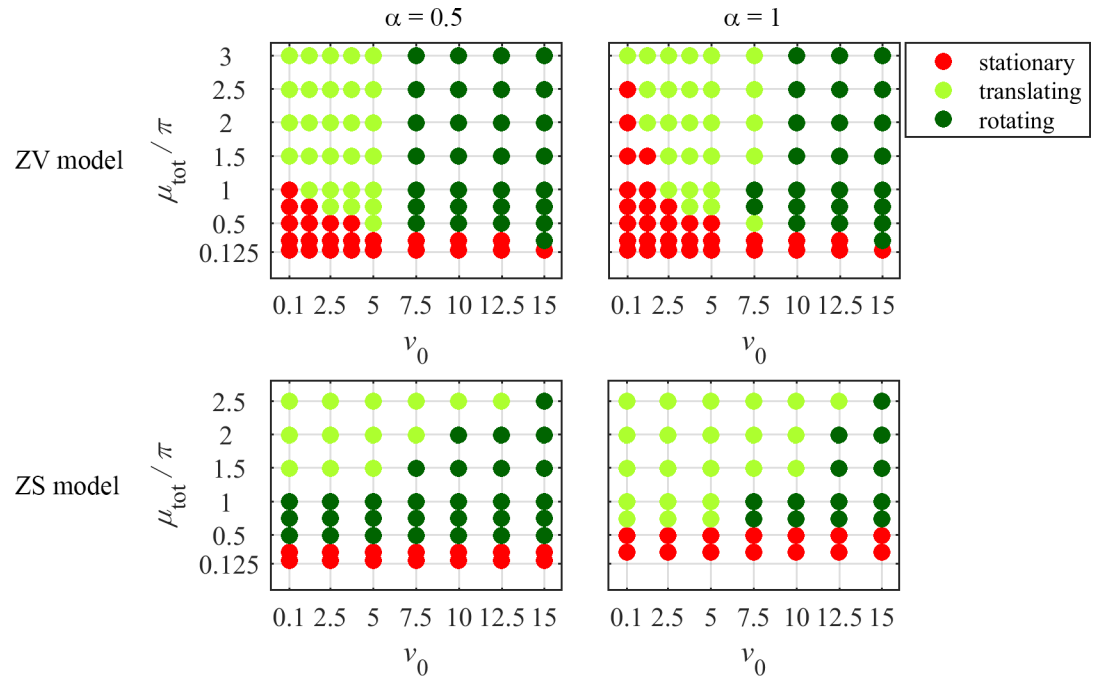 α = 0.5 α = 1
ZV model
μtot / π
3
2.5
2
1.5
1
0.5
0.125
0.1 2.5 5 7.5 10 12.5 15
v0
0.1 2.5 5 7.5 10 12.5 15
v0
stationary
translating
rotating
ZS model
μtot / π
2.5
2
1.5
1
0.5
0.125
0.1 2.5 5 7.5 10 12.5 15
v0
0.1 2.5 5 7.5 10 12.5 15
v0